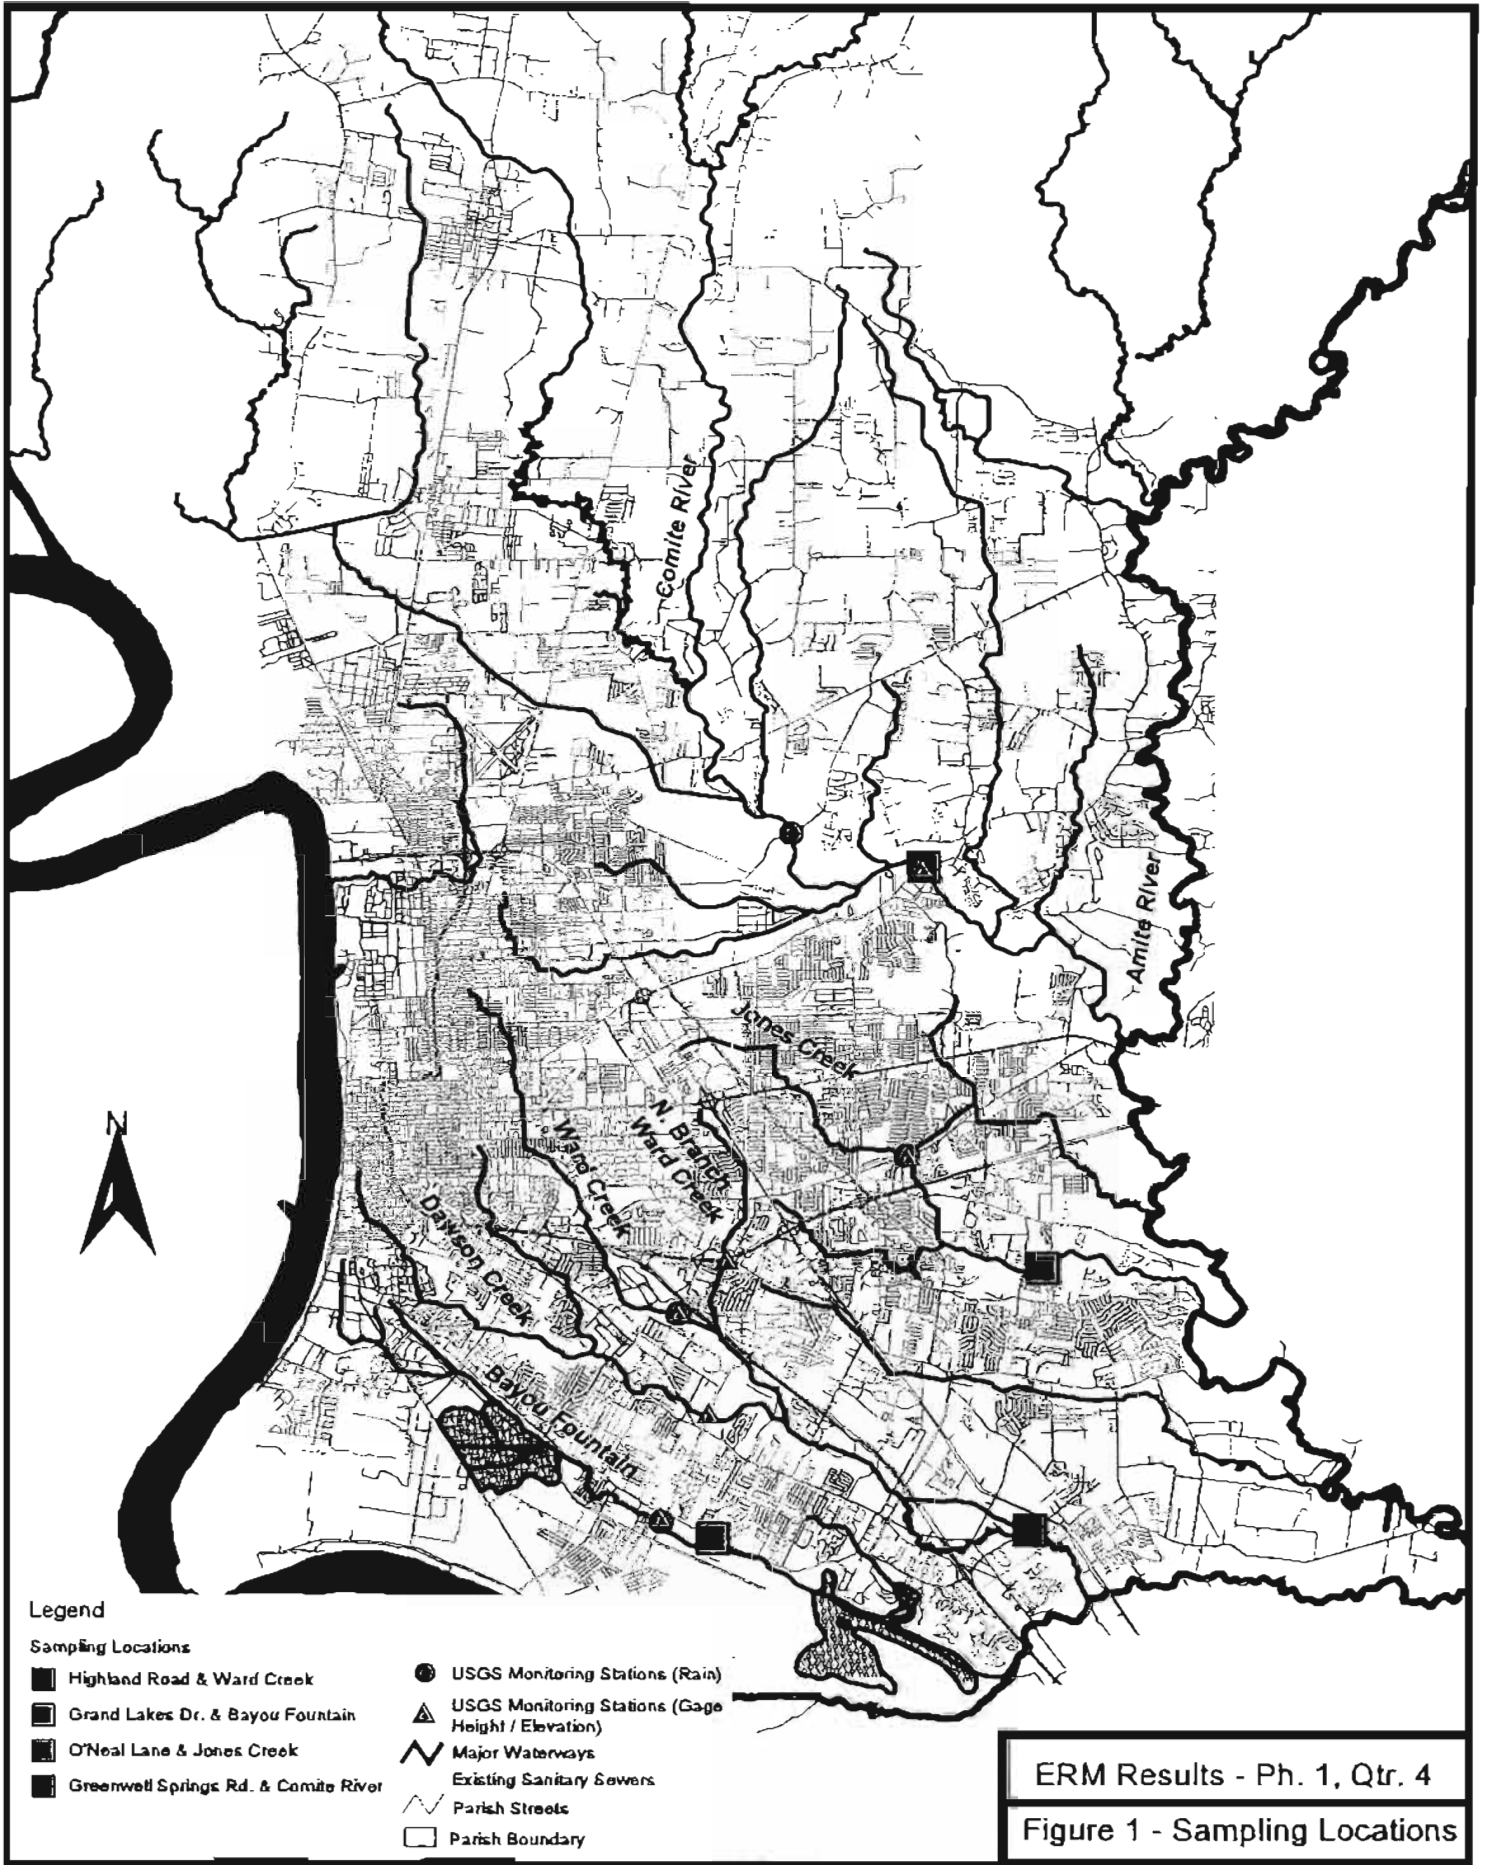 Comite River
Amite River
Jones Creek
N. Branch
Ward Creek
Ward Creek
Dawson Creek
Bayou Fountain
N
Legend
Sampling Locations
Highland Road & Ward Creek
Grand Lakes Dr. & Bayou Fountain
O'Neal Lane & Jones Creek
Greenwell Springs Rd. & Comite River
USGS Monitoring Stations (Rain)
USGS Monitoring Stations (Gage
Height / Elevation)
Major Waterways
Existing Sanitary Sewers
Parish Streets
Parish Boundary
ERM Results - Ph. 1, Qtr. 4
Figure 1 - Sampling Locations